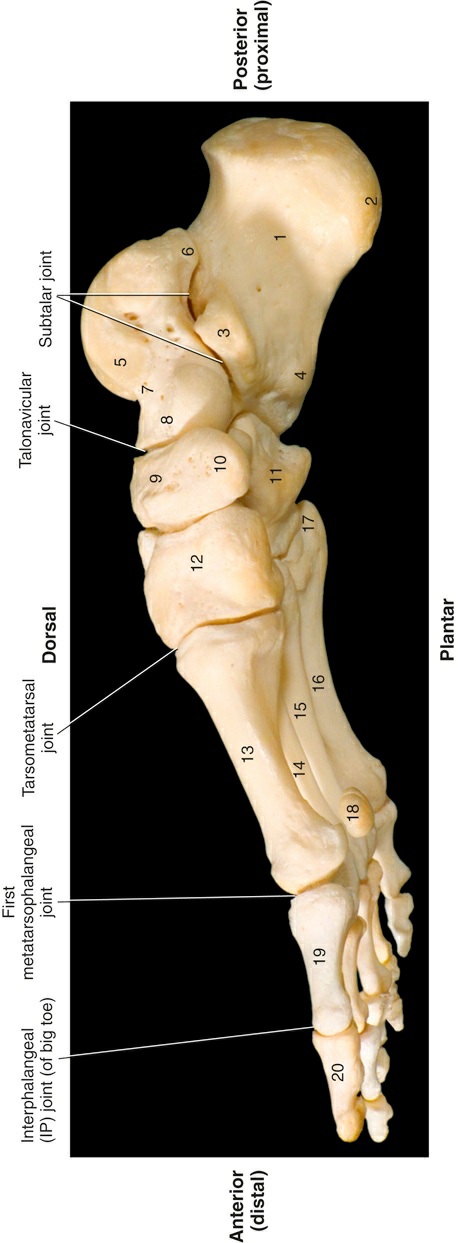 Posterior
(proximal)
Subtalar joint
Talonavicular
joint
Dorsal
Tarsometatarsal
joint
First
metatarsophalangeal
joint
Interphalangeal
(IP) joint (of big toe)
Anterior
(distal)
Plantar
1
2
3
4
5
6
7
8
9
10
11
12
13
14
15
16
17
18
19
20